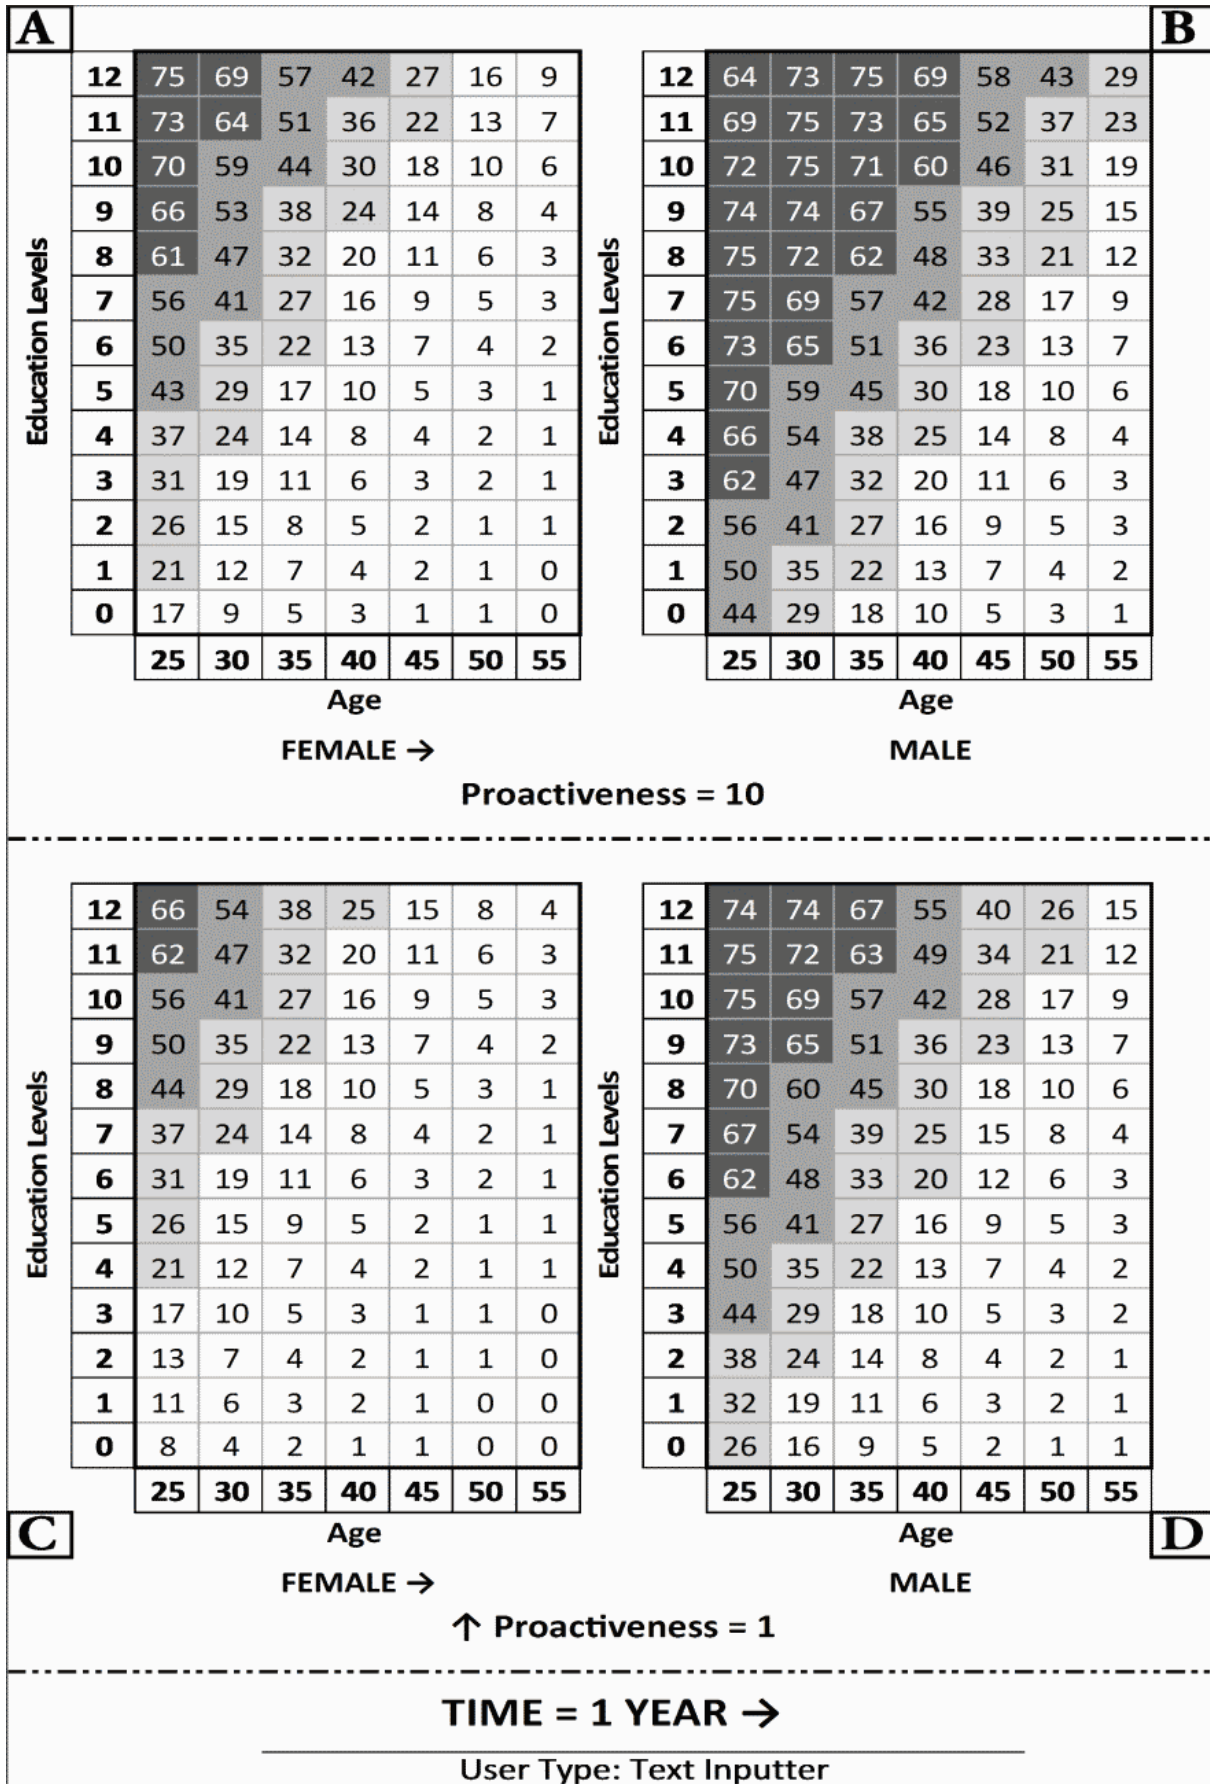 A B
12 75 69 57 42 27 16 9 12 64 73 75 69 58 43 29
11 73 64 51 36 22 13 7 11 69 75 73 65 52 37 23
10 70 59 44 30 18 10 6 10 72 75 71 60 46 31 19
9 66 53 38 24 14 8 4 9 74 74 67 55 39 25 15
8 61 47 32 20 11 6 3 8 75 72 62 48 33 21 12
7 56 41 27 16 9 5 3 7 75 69 57 42 28 17 9
6 50 35 22 13 7 4 2 6 73 65 51 36 23 13 7
5 43 29 17 10 5 3 1 5 70 59 45 30 18 10 6
4 37 24 14 8 4 2 1 4 66 54 38 25 14 8 4
3 31 19 11 6 3 2 1 3 62 47 32 20 11 6 3
2 26 15 8 5 2 1 1 2 56 41 27 16 9 5 3
1 21 12 7 4 2 1 0 1 50 35 22 13 7 4 2
0 17 9 5 3 1 1 0 0 44 29 18 10 5 3 1
Education Levels Education Levels
25 30 35 40 45 50 55 25 30 35 40 45 50 55
Age Age
FEMALE → MALE
Proactiveness = 10
12 66 54 38 25 15 8 4 12 74 74 67 55 40 26 15
11 62 47 32 20 11 6 3 11 75 72 63 49 34 21 12
10 56 41 27 16 9 5 3 10 75 69 57 42 28 17 9
9 50 35 22 13 7 4 2 9 73 65 51 36 23 13 7
8 44 29 18 10 5 3 1 8 70 60 45 30 18 10 6
7 37 24 14 8 4 2 1 7 67 54 39 25 15 8 4
6 31 19 11 6 3 2 1 6 62 48 33 20 12 6 3
5 26 15 9 5 2 1 1 5 56 41 27 16 9 5 3
4 21 12 7 4 2 1 1 4 50 35 22 13 7 4 2
3 17 10 5 3 1 1 0 3 44 29 18 10 5 3 2
2 13 7 4 2 1 1 0 2 38 24 14 8 4 2 1
1 11 6 3 2 1 0 0 1 32 19 11 6 3 2 1
0 8 4 2 1 1 0 0 0 26 16 9 5 2 1 1
Education Levels Education Levels
25 30 35 40 45 50 55 25 30 35 40 45 50 55
C D
Age Age
FEMALE → MALE
↑ Proactiveness = 1
TIME = 1 YEAR →
User Type: Text Inputter